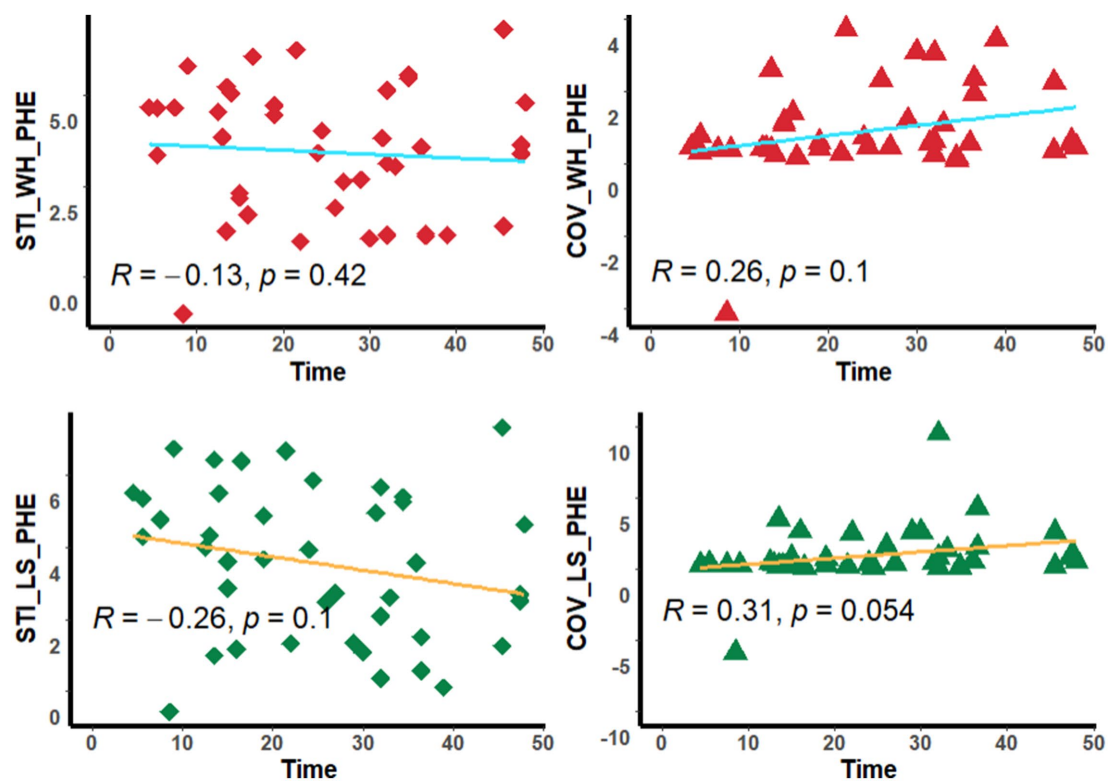 STI_WH_PHE
5.0
2.5
0.0
R = −0.13, p = 0.42
0 10 20 30 40 50
Time
COV_WH_PHE
4
2
0
-2
-4
R = 0.26, p = 0.1
0 10 20 30 40 50
Time
STI_LS_PHE
6
4
2
0
R = −0.26, p = 0.1
0 10 20 30 40 50
Time
COV_LS_PHE
10
5
0
-5
-10
R = 0.31, p = 0.054
0 10 20 30 40 50
Time